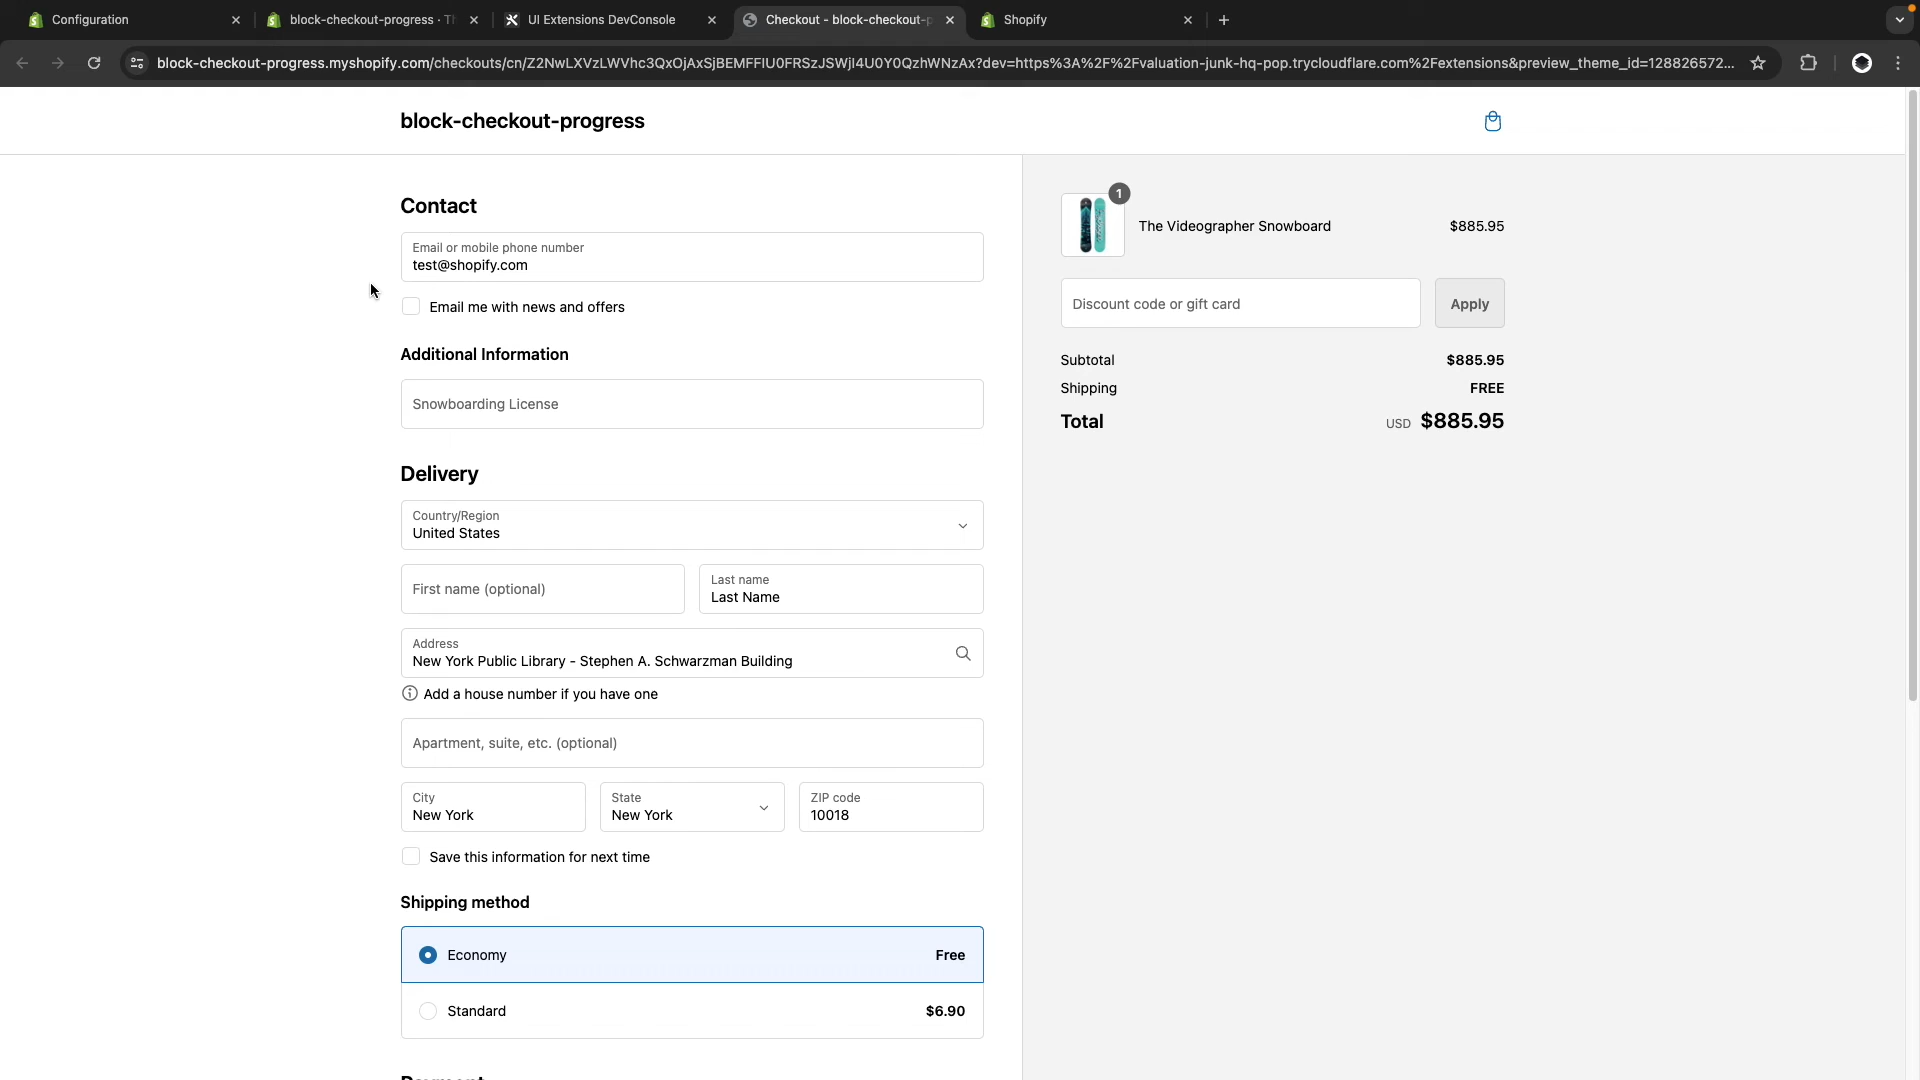 Configuration
block-checkout-progress · Th
UI Extensions DevConsole
Checkout - block-checkout-p
Shopify
block-checkout-progress.myshopify.com/checkouts/cn/Z2NwLXVzLWVhc3QxOjAxSjBEMFFIU0FRSzJSWjI4U0Y0QzhWNzAx?dev=https%3A%2F%2Fvaluation-junk-hq-pop.trycloudflare.com%2Fextensions&preview_theme_id=128826572...
block-checkout-progress
Contact
Email or mobile phone number
test@shopify.com
Email me with news and offers
Additional Information
Snowboarding License
Delivery
Country/Region
United States
First name (optional)
Last name
Last Name
Address
New York Public Library - Stephen A. Schwarzman Building
Add a house number if you have one
Apartment, suite, etc. (optional)
City
New York
State
New York
ZIP code
10018
Save this information for next time
Shipping method
Economy Free
Standard $6.90
Payment
1
The Videographer Snowboard $885.95
Discount code or gift card
Apply
Subtotal $885.95
Shipping FREE
Total USD $885.95